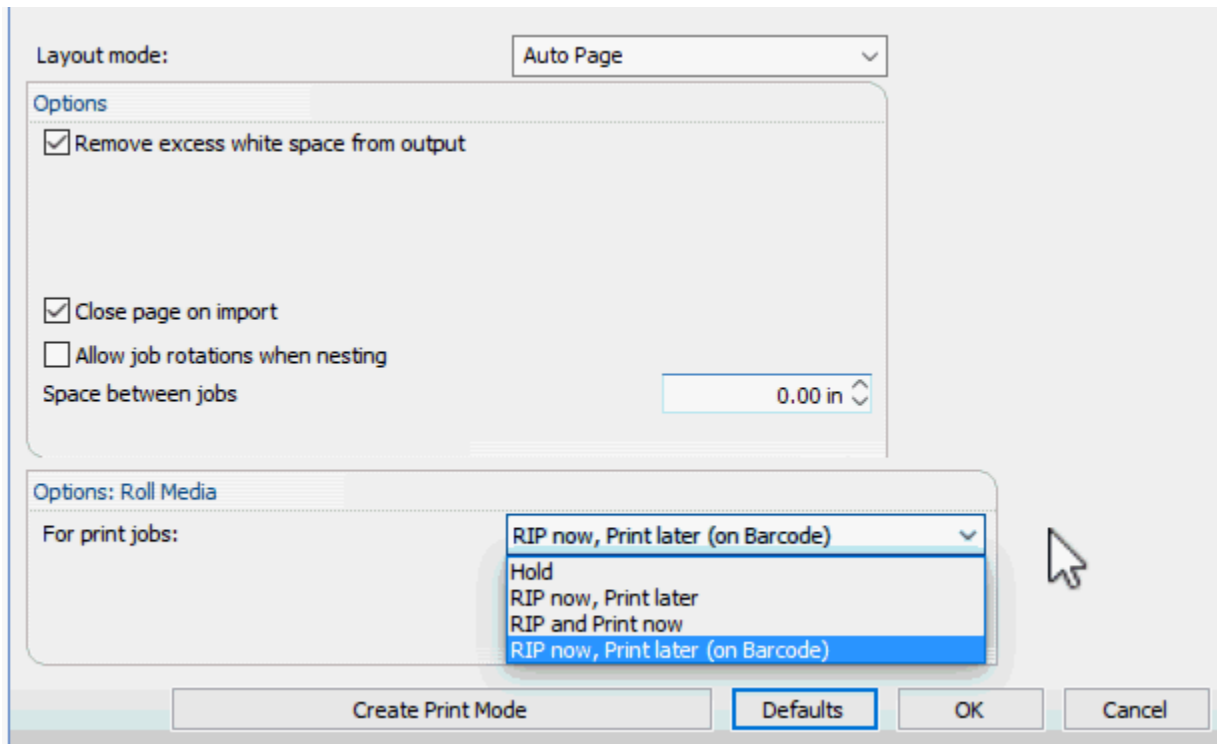 Layout mode: Auto Page
Options
Remove excess white space from output
Close page on import
Allow job rotations when nesting
Space between jobs 0.00 in
Options: Roll Media
For print jobs: RIP now, Print later (on Barcode)
Hold
RIP now, Print later
RIP and Print now
RIP now, Print later (on Barcode)
Create Print Mode Defaults OK Cancel